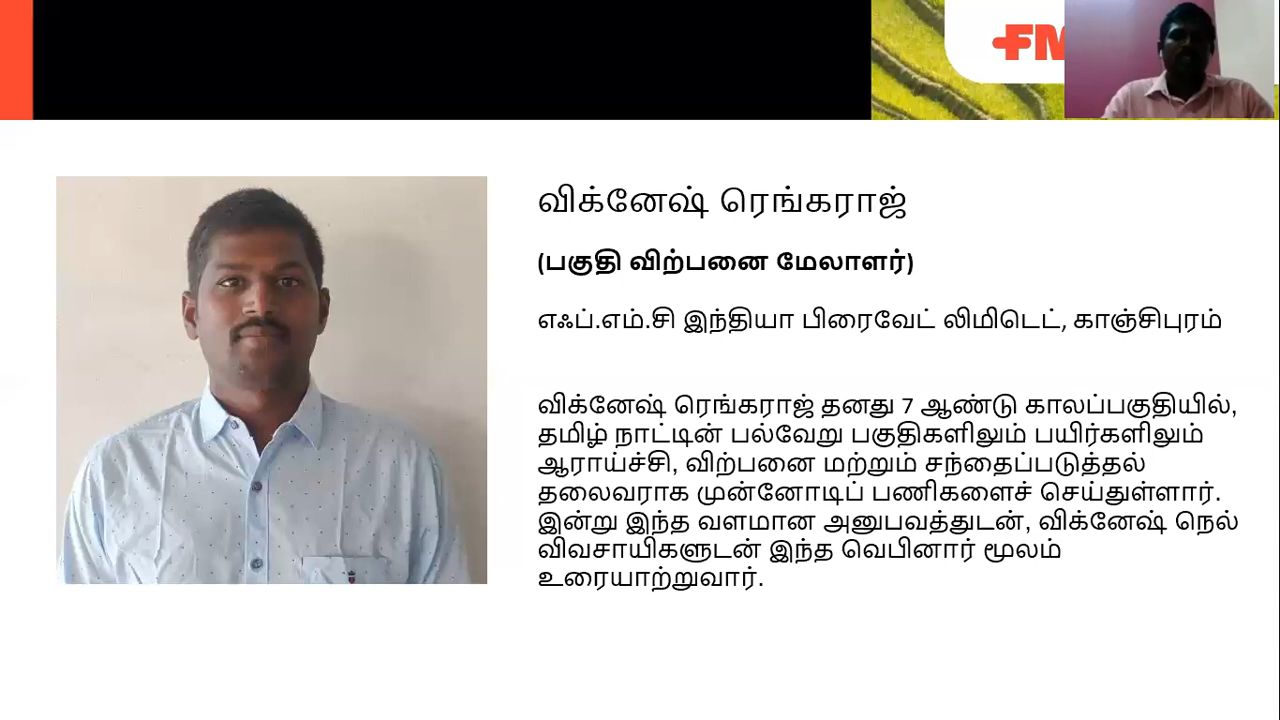 FM
விக்னேஷ் ரெங்கராஜ்
(பகுதி விற்பனை மேலாளர்)
எஃப்.எம்.சி இந்தியா பிரைவேட் லிமிடெட், காஞ்சிபுரம்
விக்னேஷ் ரெங்கராஜ் தனது 7 ஆண்டு காலப்பகுதியில்,
தமிழ் நாட்டின் பல்வேறு பகுதிகளிலும் பயிர்களிலும்
ஆராய்ச்சி, விற்பனை மற்றும் சந்தைப்படுத்தல்
தலைவராக முன்னோடிப் பணிகளைச் செய்துள்ளார்.
இன்று இந்த வளமான அனுபவத்துடன், விக்னேஷ் நெல்
விவசாயிகளுடன் இந்த வெபினார் மூலம்
உரையாற்றுவார்.